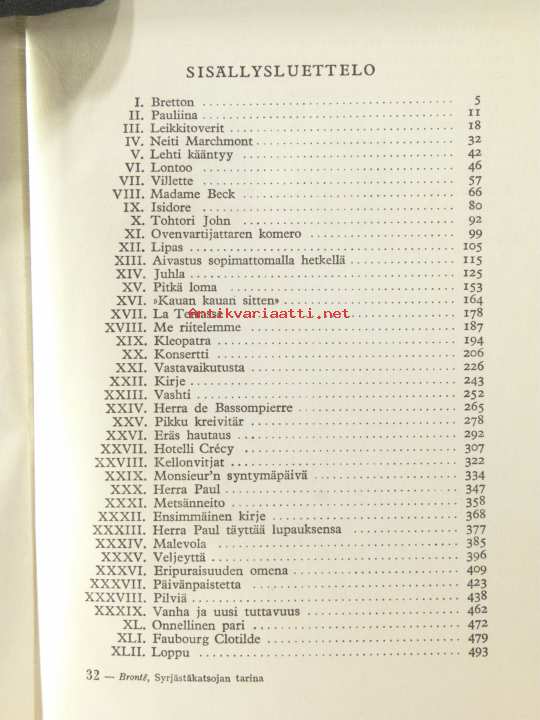 SISÄLLYSLUETTELO
I. Bretton 5
II. Pauliina 11
III. Leikkitoverit 18
IV. Neiti Marchmont 32
V. Lehti kääntyy 42
VI. Lontoo 46
VII. Villette 57
VIII. Madame Beck 66
IX. Isidore 80
X. Tohtori John 92
XI. Ovenvartijattaren komero 99
XII. Lipas 105
XIII. Aivastus sopimattomalla hetkellä 115
XIV. Juhla 125
XV. Pitkä loma 153
XVI. »Kauan kauan sitten» 164
Antikvariaatti.net
XVII. La 178
XVIII. Me riitelemme 187
XIX. Kleopatra 194
XX. Konsertti 206
XXI. Vastavaikutusta 226
XXII. Kirje 243
XXIII. Vashti 252
XXIV. Herra de Bassompierre 265
XXV. Pikku kreivitär 278
XXVI. Eräs hautaus 292
XXVII. Hotelli Crécy 307
XXVIII. Kellonvitjat 322
XXIX. Monsieur'n syntymäpäivä 334
XXX. Herra Paul 347
XXXI. Metsänneito 358
XXXII. Ensimmäinen kirje 368
XXXIII. Herra Paul täyttää lupauksensa 377
XXXIV. Malevola 385
XXXV. Veljeyttä 396
XXXVI. Eripuraisuuden omena 409
XXXVII. Päivänpaistetta 423
XXXVIII. Pilviä 438
XXXIX. Vanha ja uusi tuttavuus 462
XL. Onnellinen pari 472
XLI. Faubourg Clotilde 479
XLII. Loppu 493
32 — Brontë, Syrjästäkatsojan tarina